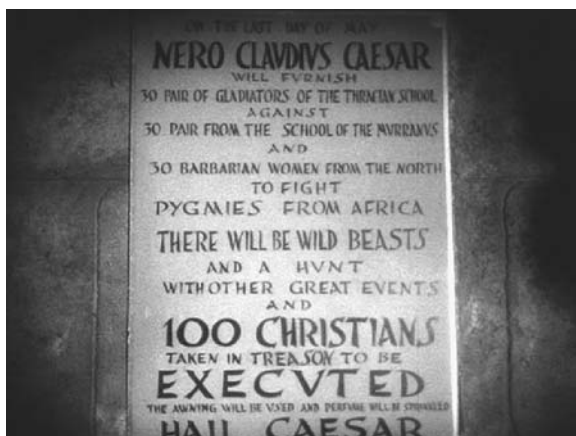 ON THE LAST DAY OF MAY
NERO CLAVDIVS CAESAR
WILL FVRNISH
30 PAIR OF GLADIATORS OF THE THRACIAN SCHOOL
AGAINST
30 PAIR FROM THE SCHOOL OF THE MVRRANVS
AND
30 BARBARIAN WOMEN FROM THE NORTH
TO FIGHT
PYGMIES FROM AFRICA
THERE WILL BE WILD BEASTS
AND A HVNT
WITH OTHER GREAT EVENTS
AND
100 CHRISTIANS
TAKEN IN TREASON TO BE
EXECVTED
THE AWNING WILL BE VSED AND PERFVME WILL BE SPRINKLED
HAIL CAESAR